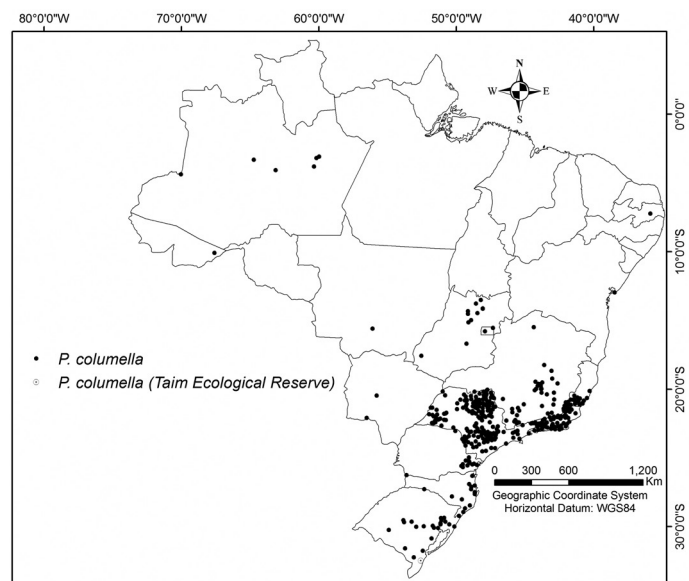 80°0'0"W 70°0'0"W 60°0'0"W 50°0'0"W 40°0'0"W
N
W E
S
0°0'0"
10°0'0"S
20°0'0"S
30°0'0"S
P. columella
P. columella (Taim Ecological Reserve)
0 300 600 1,200
Km
Geographic Coordinate System
Horizontal Datum: WGS84